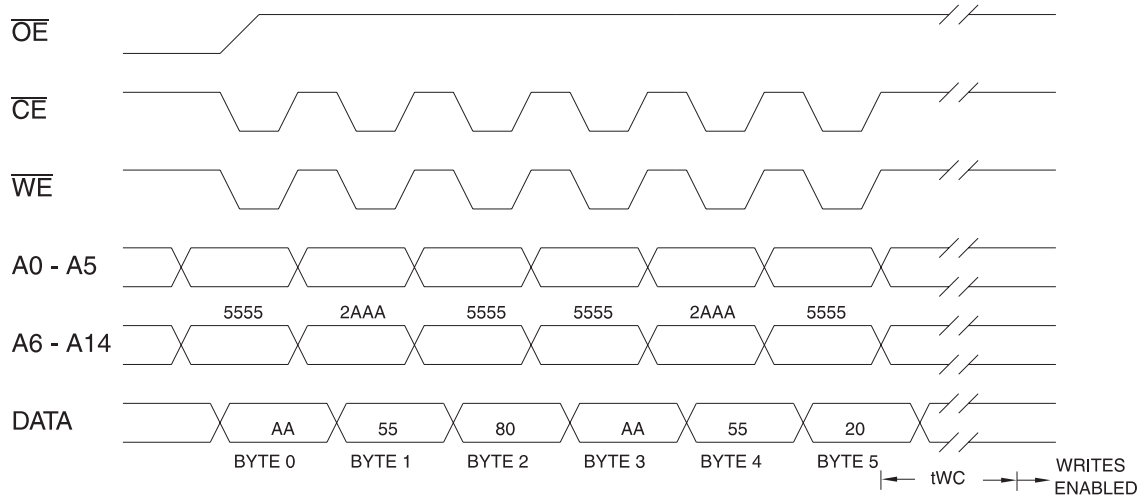 OE
CE
WE
A0 - A5
5555 2AAA 5555 5555 2AAA 5555
A6 - A14
DATA
AA 55 80 AA 55 20
BYTE 0 BYTE 1 BYTE 2 BYTE 3 BYTE 4 BYTE 5
tWC
WRITES
ENABLED